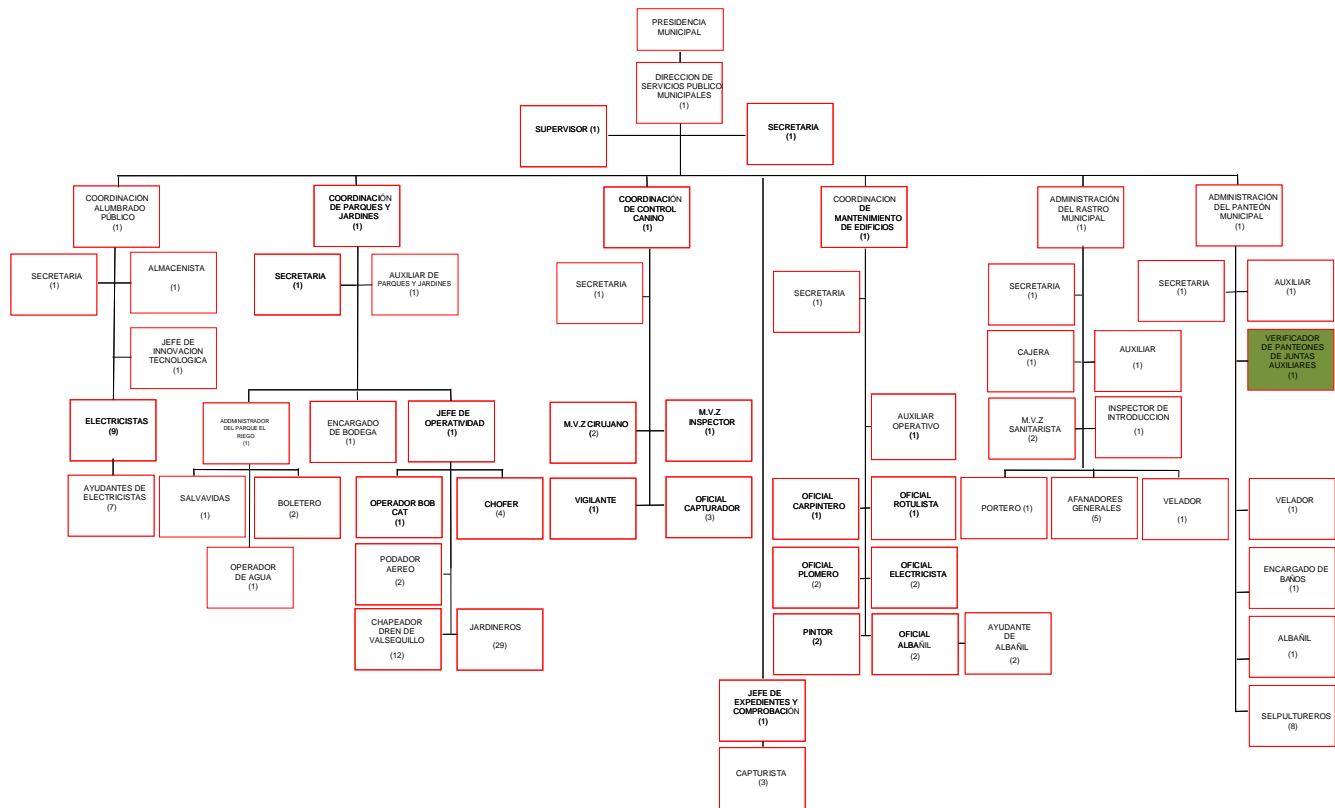 PRESIDENCIA
MUNICIPAL
DIRECCION DE
SERVICIOS PUBLICO
MUNICIPALES
(1)
SUPERVISOR (1)
SECRETARIA
(1)
COORDINACIÓN
ALUMBRADO
PÚBLICO
(1)
COORDINACIÓN
DE PARQUES Y
JARDINES
(1)
COORDINACIÓN
DE CONTROL
CANINO
(1)
COORDINACION
DE
MANTENIMIENTO
DE EDIFICIOS
(1)
ADMINISTRACIÓN
DEL RASTRO
MUNICIPAL
(1)
ADMINISTRACIÓN
DEL PANTEÓN
MUNICIPAL
(1)
SECRETARIA
(1)
ALMACENISTA
(1)
SECRETARIA
(1)
AUXILIAR DE
PARQUES Y JARDINES
(1)
SECRETARIA
(1)
SECRETARIA
(1)
SECRETARIA
(1)
SECRETARIA
(1)
AUXILIAR
(1)
JEFE DE
INNOVACION
TECNOLOGICA
(1)
CAJERA
(1)
AUXILIAR
(1)
VERIFICADOR
DE PANTEONES
DE JUNTAS
AUXILIARES
(1)
ELECTRICISTAS
(9)
ADDMINISTRADOR
DEL PARQUE EL
RIEGO
(1)
ENCARGADO
DE BODEGA
(1)
JEFE DE
OPERATIVIDAD
(1)
M.V.Z CIRUJANO
(2)
M.V.Z
INSPECTOR
(1)
AUXILIAR
OPERATIVO
(1)
M.V.Z
SANITARISTA
(2)
INSPECTOR DE
INTRODUCCION
(1)
AYUDANTES DE
ELECTRICISTAS
(7)
SALVAVIDAS
(1)
BOLETERO
(2)
OPERADOR BOB
CAT
(1)
CHOFER
(4)
VIGILANTE
(1)
OFICIAL
CAPTURADOR
(3)
OFICIAL
CARPINTERO
(1)
OFICIAL
ROTULISTA
(1)
PORTERO (1)
AFANADORES
GENERALES
(5)
VELADOR
(1)
VELADOR
(1)
OPERADOR
DE AGUA
(1)
PODADOR
AEREO
(2)
OFICIAL
PLOMERO
(2)
OFICIAL
ELECTRICISTA
(2)
ENCARGADO DE
BAÑOS
(1)
CHAPEADOR
DREN DE
VALSEQUILLO
(12)
JARDINEROS
(29)
PINTOR
(2)
OFICIAL
ALBAÑIL
(2)
AYUDANTE
DE
ALBAÑIL
(2)
ALBAÑIL
(1)
JEFE DE
EXPEDIENTES Y
COMPROBACIÓN
(1)
SELPULTUREROS
(8)
CAPTURISTA
(3)